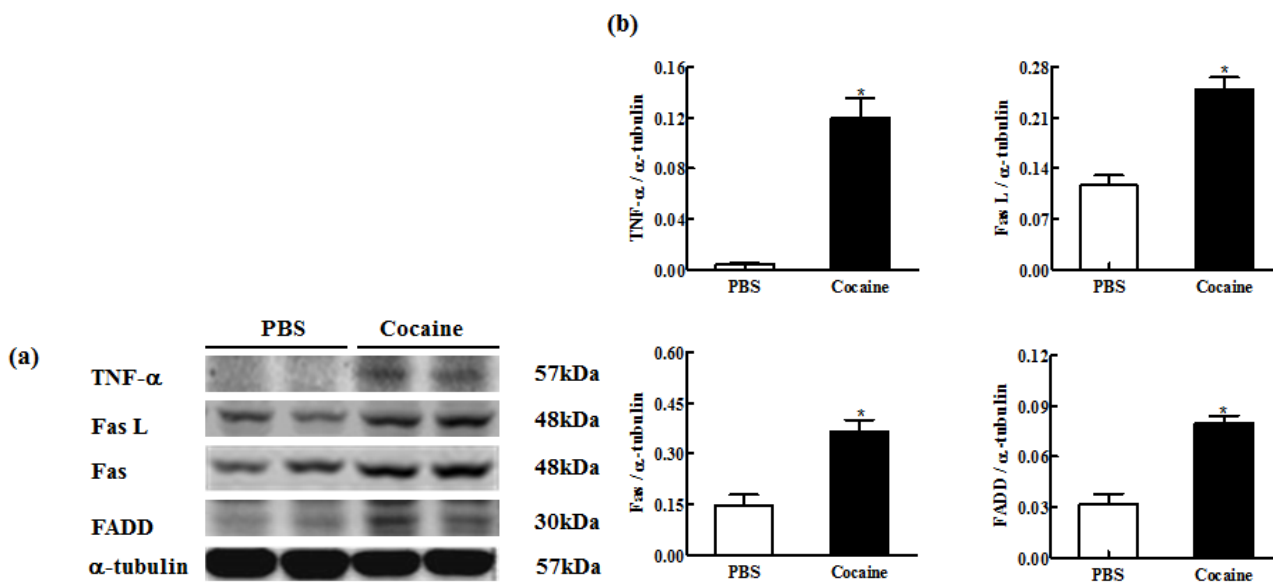 (b)
0.16
0.12
0.08
0.04
0.00
TNF-α / α-tubulin
*
PBS Cocaine
0.28
0.21
0.14
0.07
0.00
Fas L / α-tubulin
*
PBS Cocaine
(a)
PBS Cocaine
TNF-α 57kDa
Fas L 48kDa
Fas 48kDa
FADD 30kDa
α-tubulin 57kDa
0.60
0.45
0.30
0.15
0.00
Fas / α-tubulin
*
PBS Cocaine
0.12
0.09
0.06
0.03
0.00
FADD / α-tubulin
*
PBS Cocaine